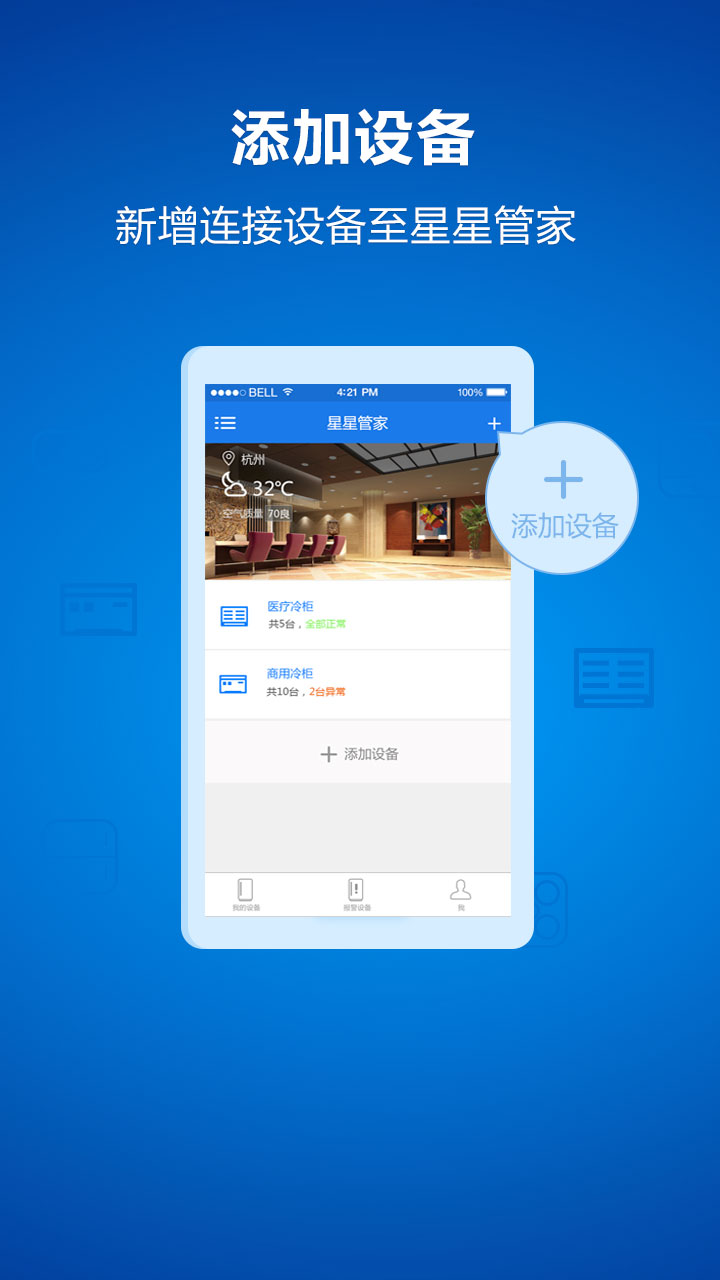 添加设备
新增连接设备至星星管家
BELL 4:21 PM 100%
星星管家
杭州
32℃
空气质量 70良
添加设备
医疗冷柜
共5台，全部正常
商用冷柜
共10台，2台异常
添加设备
我的设备 报警设备 我